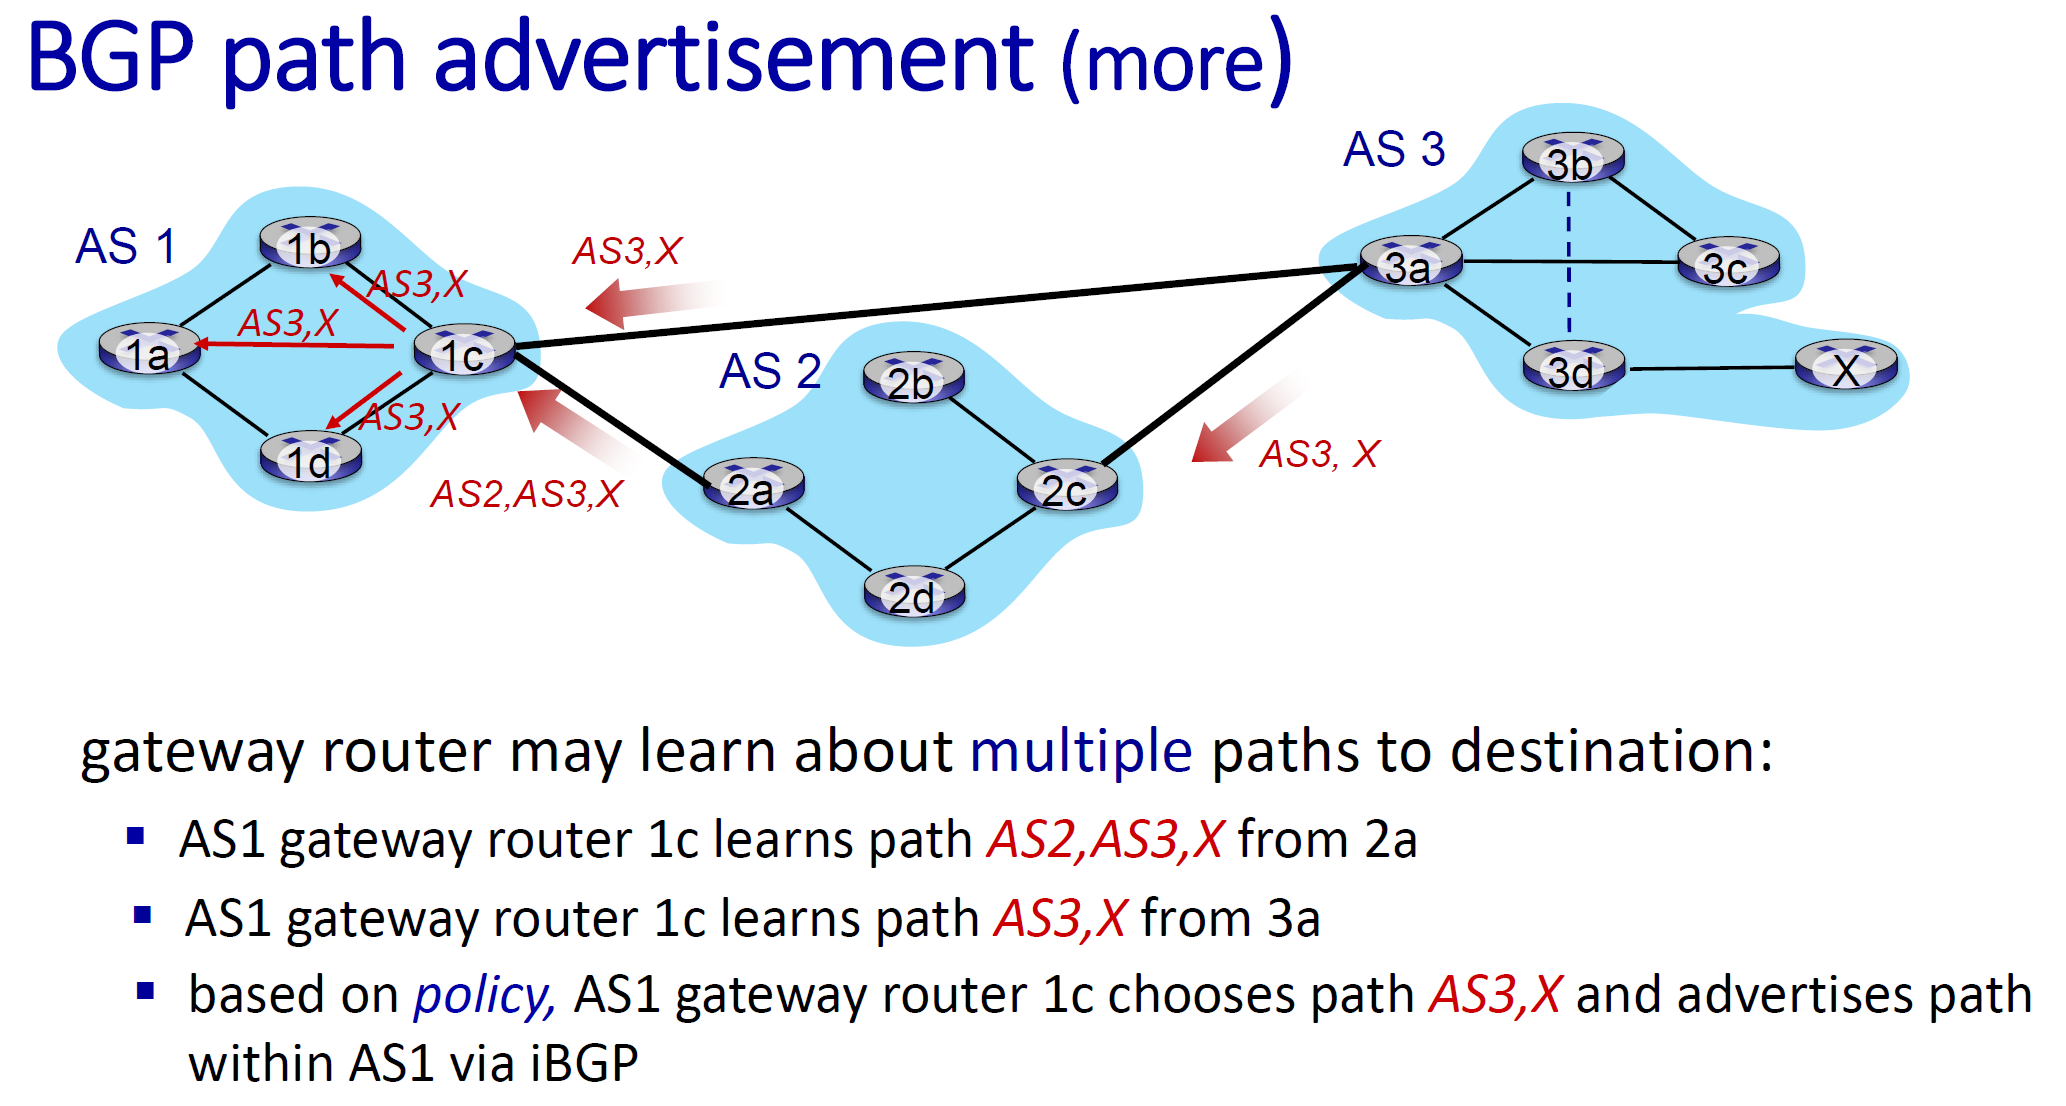 BGP path advertisement (more)
AS 3
3b
AS 1
1b
AS3,X
3a
3c
AS3,X
AS3,X
1a
1c
AS 2
2b
3d
X
AS3,X
1d
AS2,AS3,X
2a
2c
AS3, X
2d
gateway router may learn about multiple paths to destination:
▪ AS1 gateway router 1c learns path AS2,AS3,X from 2a
▪ AS1 gateway router 1c learns path AS3,X from 3a
▪ based on policy, AS1 gateway router 1c chooses path AS3,X and advertises path
within AS1 via iBGP